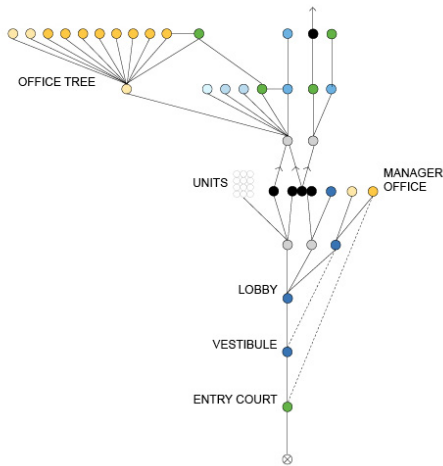 OFFICE TREE
UNITS
MANAGER
OFFICE
LOBBY
VESTIBULE
ENTRY COURT